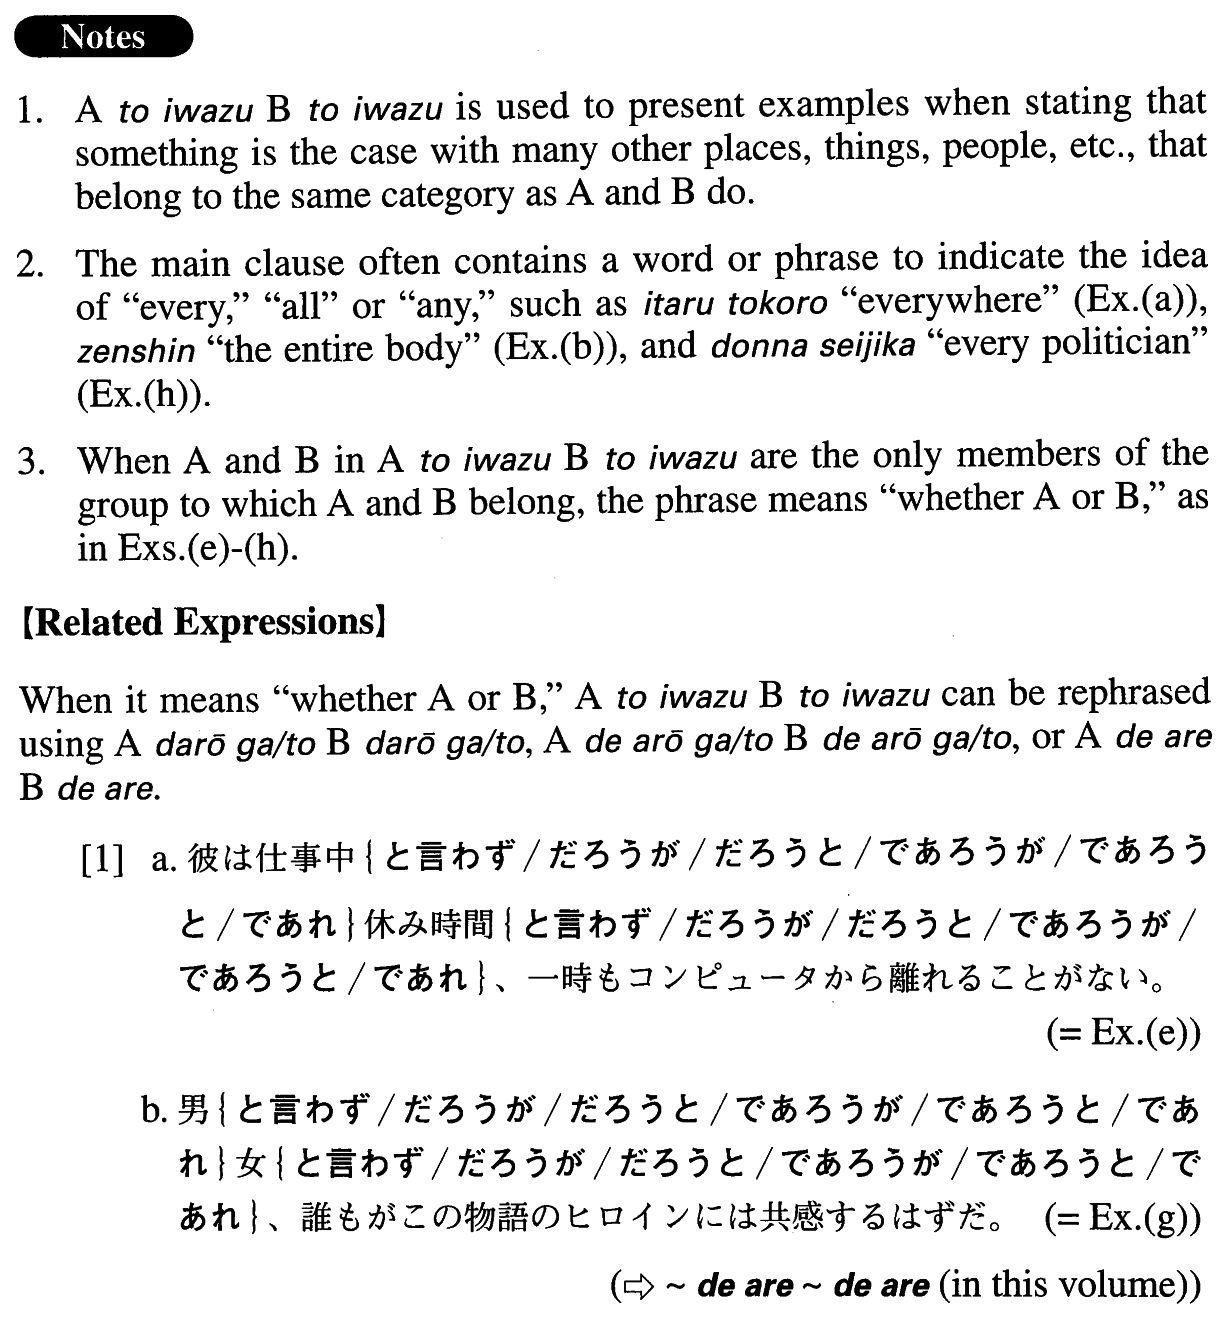 Notes
1. A to iwazu B to iwazu is used to present examples when stating that
something is the case with many other places, things, people, etc., that
belong to the same category as A and B do.
2. The main clause often contains a word or phrase to indicate the idea
of “every,” “all” or “any,” such as itaru tokoro “everywhere” (Ex.(a)),
zenshin “the entire body” (Ex.(b)), and donna seijika “every politician”
(Ex.(h)).
3. When A and B in A to iwazu B to iwazu are the only members of the
group to which A and B belong, the phrase means “whether A or B,” as
in Exs.(e)-(h).
【Related Expressions】
When it means “whether A or B,” A to iwazu B to iwazu can be rephrased
using A darō ga/to B darō ga/to, A de arō ga/to B de arō ga/to, or A de are
B de are.
[1] a. 彼は仕事中{と言わず/だろうが/だろうと/であろうが/であろう
と/であれ}休み時間{と言わず/だろうが/だろうと/であろうが/
であろうと/であれ}、一時もコンピュータから離れることがない。
(= Ex.(e))
b. 男{と言わず/だろうが/だろうと/であろうが/であろうと/であ
れ}女{と言わず/だろうが/だろうと/であろうが/であろうと/で
あれ}、誰もがこの物語のヒロインには共感するはずだ。 (= Ex.(g))
(⇨ ~ de are ~ de are (in this volume))